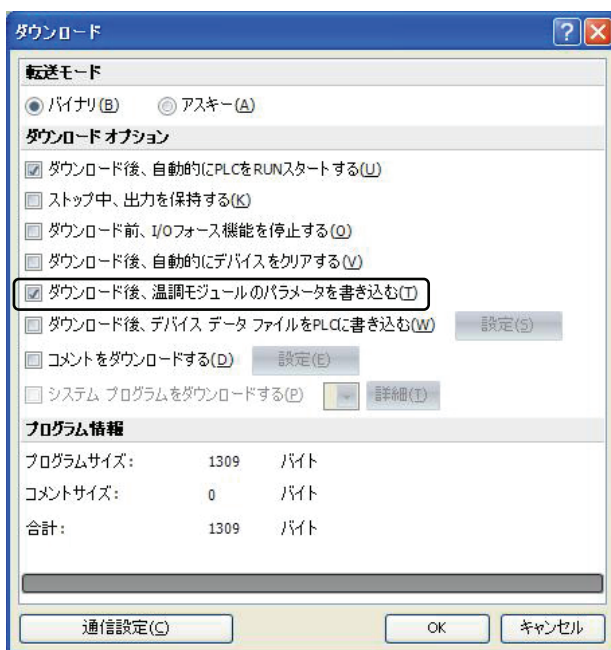 ダウンロード
転送モード
バイナリ(B) アスキー(A)
ダウンロード オプション
ダウンロード後、自動的にPLCをRUNスタートする(U)
ストップ中、出力を保持する(K)
ダウンロード前、I/Oフォース機能を停止する(O)
ダウンロード後、自動的にデバイスをクリアする(V)
ダウンロード後、温調モジュールのパラメータを書き込む(T)
ダウンロード後、デバイス データ ファイルをPLCに書き込む(W) 設定(S)
コメントをダウンロードする(D) 設定(E)
システム プログラムをダウンロードする(P) 詳細(T)
プログラム情報
プログラムサイズ: 1309 バイト
コメントサイズ: 0 バイト
合計: 1309 バイト
通信設定(C) OK キャンセル